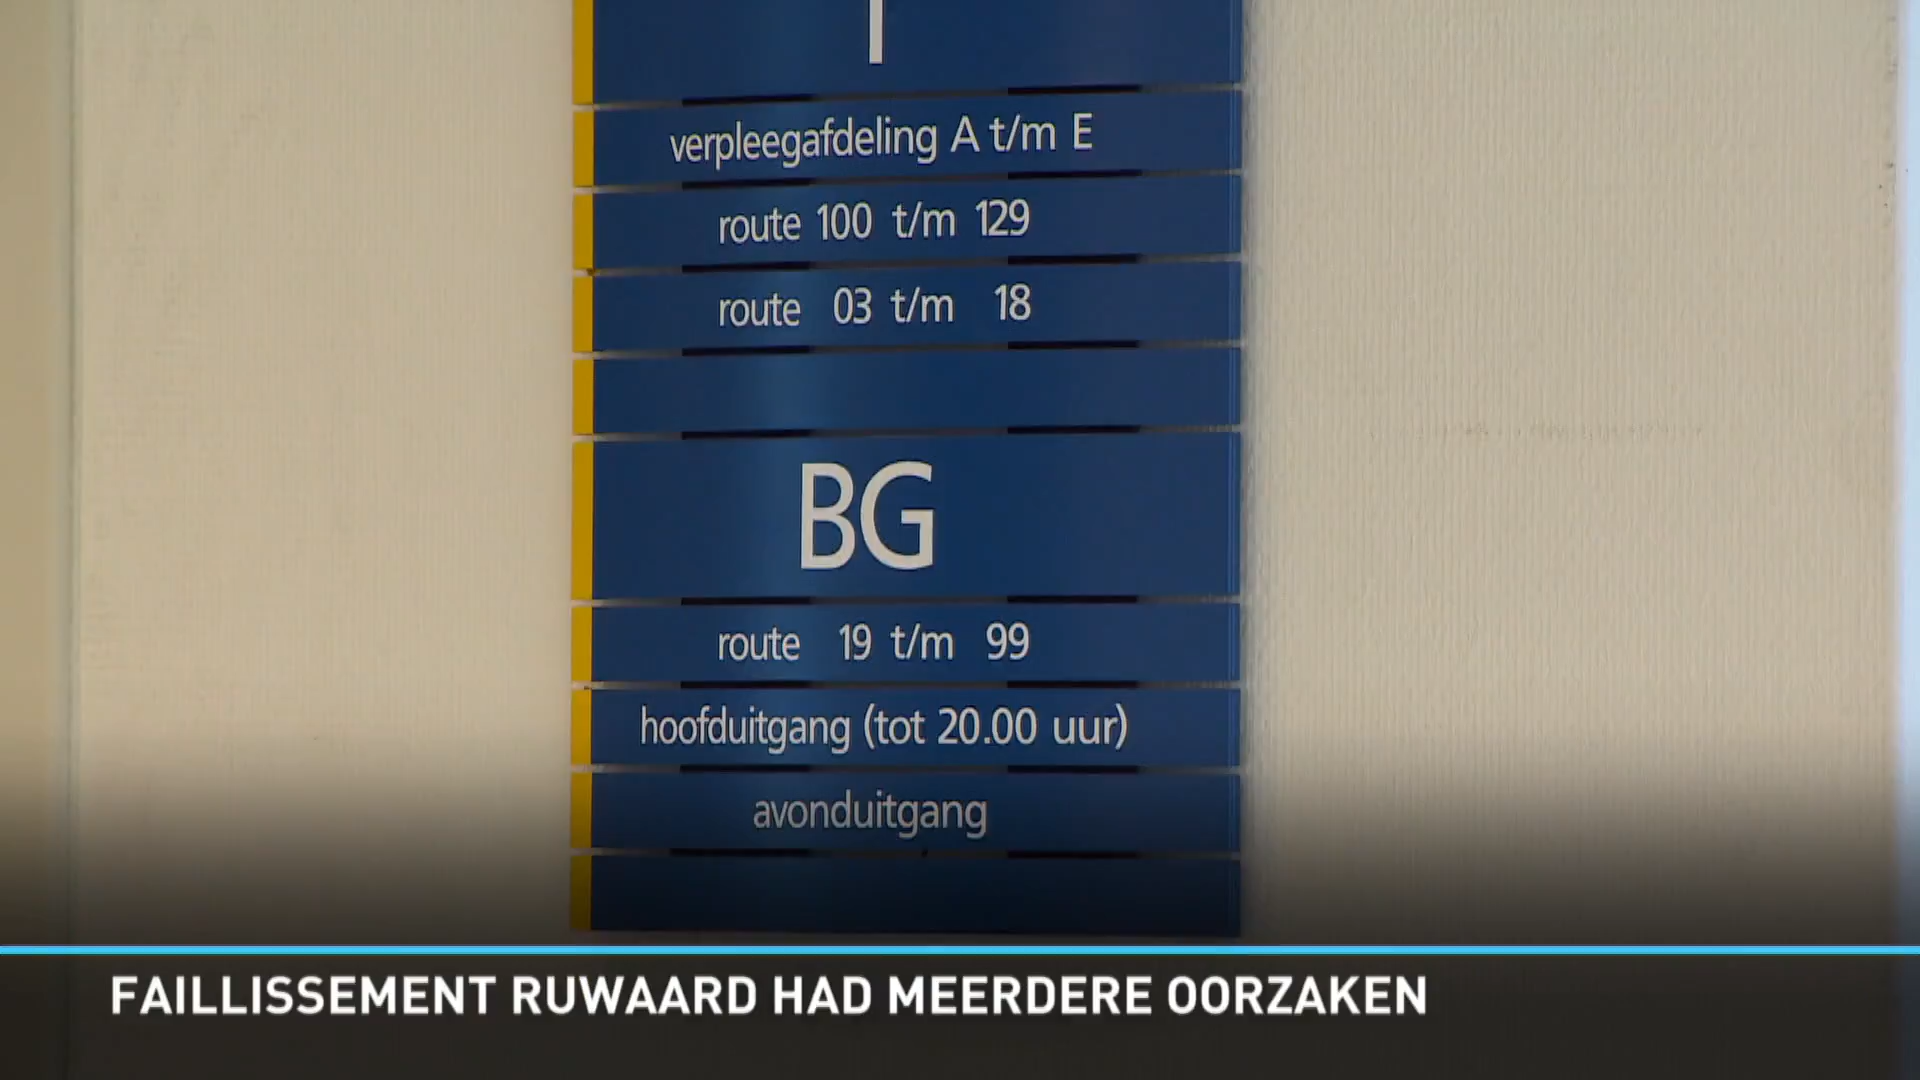 verpleegafdeling A t/m E
route 100 t/m 129
route 03 t/m 18
BG
route 19 t/m 99
hoofduitgang (tot 20.00 uur)
avonduitgang
FAILLISSEMENT RUWAARD HAD MEERDERE OORZAKEN